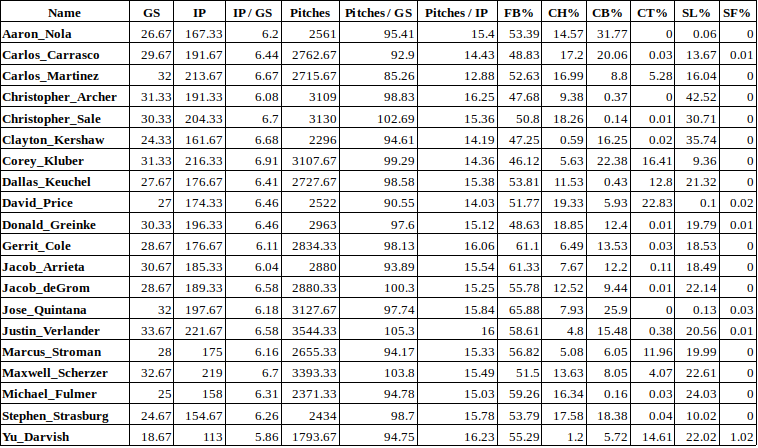 Name GS IP IP / GS Pitches Pitches / GS Pitches / IP FB% CH% CB% CT% SL% SF%
Aaron_Nola 26.67 167.33 6.2 2561 95.41 15.4 53.39 14.57 31.77 0 0.06 0
Carlos_Carrasco 29.67 191.67 6.44 2762.67 92.9 14.43 48.83 17.2 20.06 0.03 13.67 0.01
Carlos_Martinez 32 213.67 6.67 2715.67 85.26 12.88 52.63 16.99 8.8 5.28 16.04 0
Christopher_Archer 31.33 191.33 6.08 3109 98.83 16.25 47.68 9.38 0.37 0 42.52 0
Christopher_Sale 30.33 204.33 6.7 3130 102.69 15.36 50.8 18.26 0.14 0.01 30.71 0
Clayton_Kershaw 24.33 161.67 6.68 2296 94.61 14.19 47.25 0.59 16.25 0.02 35.74 0
Corey_Kluber 31.33 216.33 6.91 3107.67 99.29 14.36 46.12 5.63 22.38 16.41 9.36 0
Dallas_Keuchel 27.67 176.67 6.41 2727.67 98.58 15.38 53.81 11.53 0.43 12.8 21.32 0
David_Price 27 174.33 6.46 2522 90.55 14.03 51.77 19.33 5.93 22.83 0.1 0.02
Donald_Greinke 30.33 196.33 6.46 2963 97.6 15.12 48.63 18.85 12.4 0.01 19.79 0.01
Gerrit_Cole 28.67 176.67 6.11 2834.33 98.13 16.06 61.1 6.49 13.53 0.03 18.53 0
Jacob_Arrieta 30.67 185.33 6.04 2880 93.89 15.54 61.33 7.67 12.2 0.11 18.49 0
Jacob_deGrom 28.67 189.33 6.58 2880.33 100.3 15.25 55.78 12.52 9.44 0.01 22.14 0
Jose_Quintana 32 197.67 6.18 3127.67 97.74 15.84 65.88 7.93 25.9 0 0.13 0.03
Justin_Verlander 33.67 221.67 6.58 3544.33 105.3 16 58.61 4.8 15.48 0.38 20.56 0.01
Marcus_Stroman 28 175 6.16 2655.33 94.17 15.33 56.82 5.08 6.05 11.96 19.99 0
Maxwell_Scherzer 32.67 219 6.7 3393.33 103.8 15.49 51.5 13.63 8.05 4.07 22.61 0
Michael_Fulmer 25 158 6.31 2371.33 94.78 15.03 59.26 16.34 0.16 0.03 24.03 0
Stephen_Strasburg 24.67 154.67 6.26 2434 98.7 15.78 53.79 17.58 18.38 0.04 10.02 0
Yu_Darvish 18.67 113 5.86 1793.67 94.75 16.23 55.29 1.2 5.72 14.61 22.02 1.02